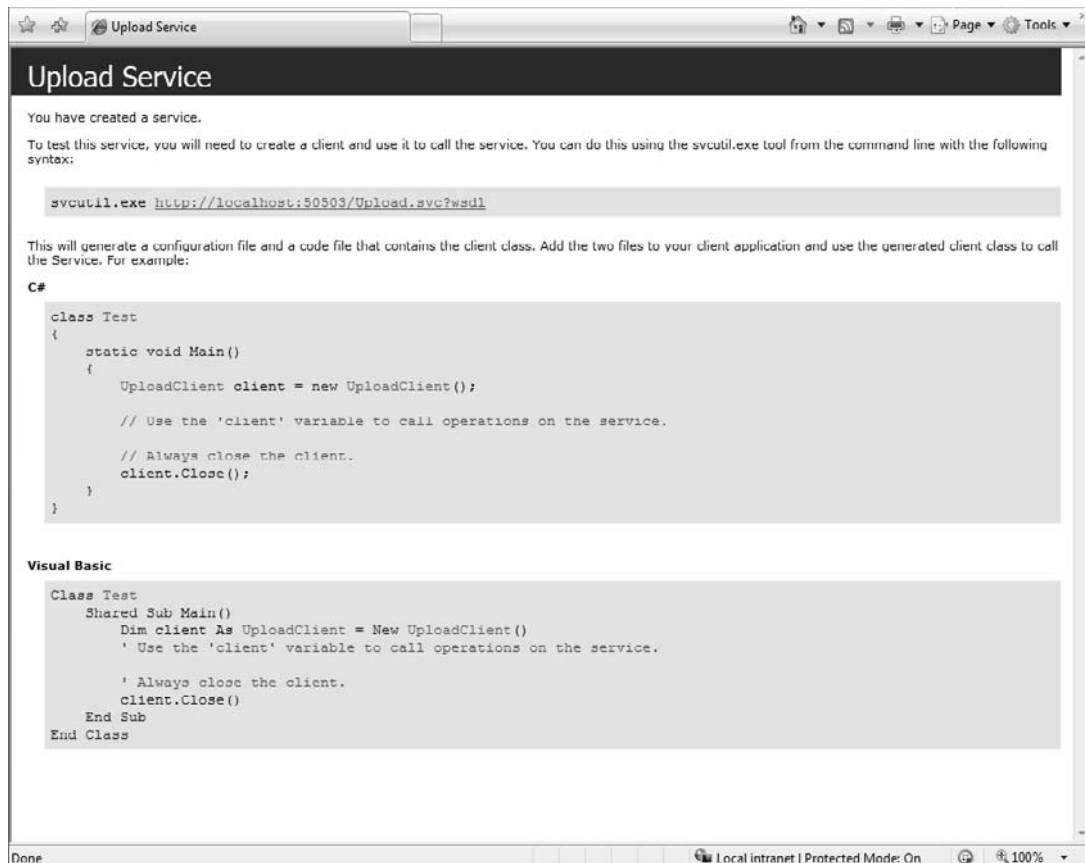 Upload Service
Page
Tools
Upload Service
You have created a service.
To test this service, you will need to create a client and use it to call the service. You can do this using the svcutil.exe tool from the command line with the following
syntax:
svcutil.exe http://localhost:50503/Upload.svc?wsdl
This will generate a configuration file and a code file that contains the client class. Add the two files to your client application and use the generated client class to call
the Service. For example:
C#
class Test
{
    static void Main()
    {
        UploadClient client = new UploadClient();
        // Use the 'client' variable to call operations on the service.
        // Always close the client.
        client.Close();
    }
}
Visual Basic
Class Test
    Shared Sub Main()
        Dim client As UploadClient = New UploadClient()
        ' Use the 'client' variable to call operations on the service.
        ' Always close the client.
        client.Close()
    End Sub
End Class
Done
Local intranet | Protected Mode: On
100%